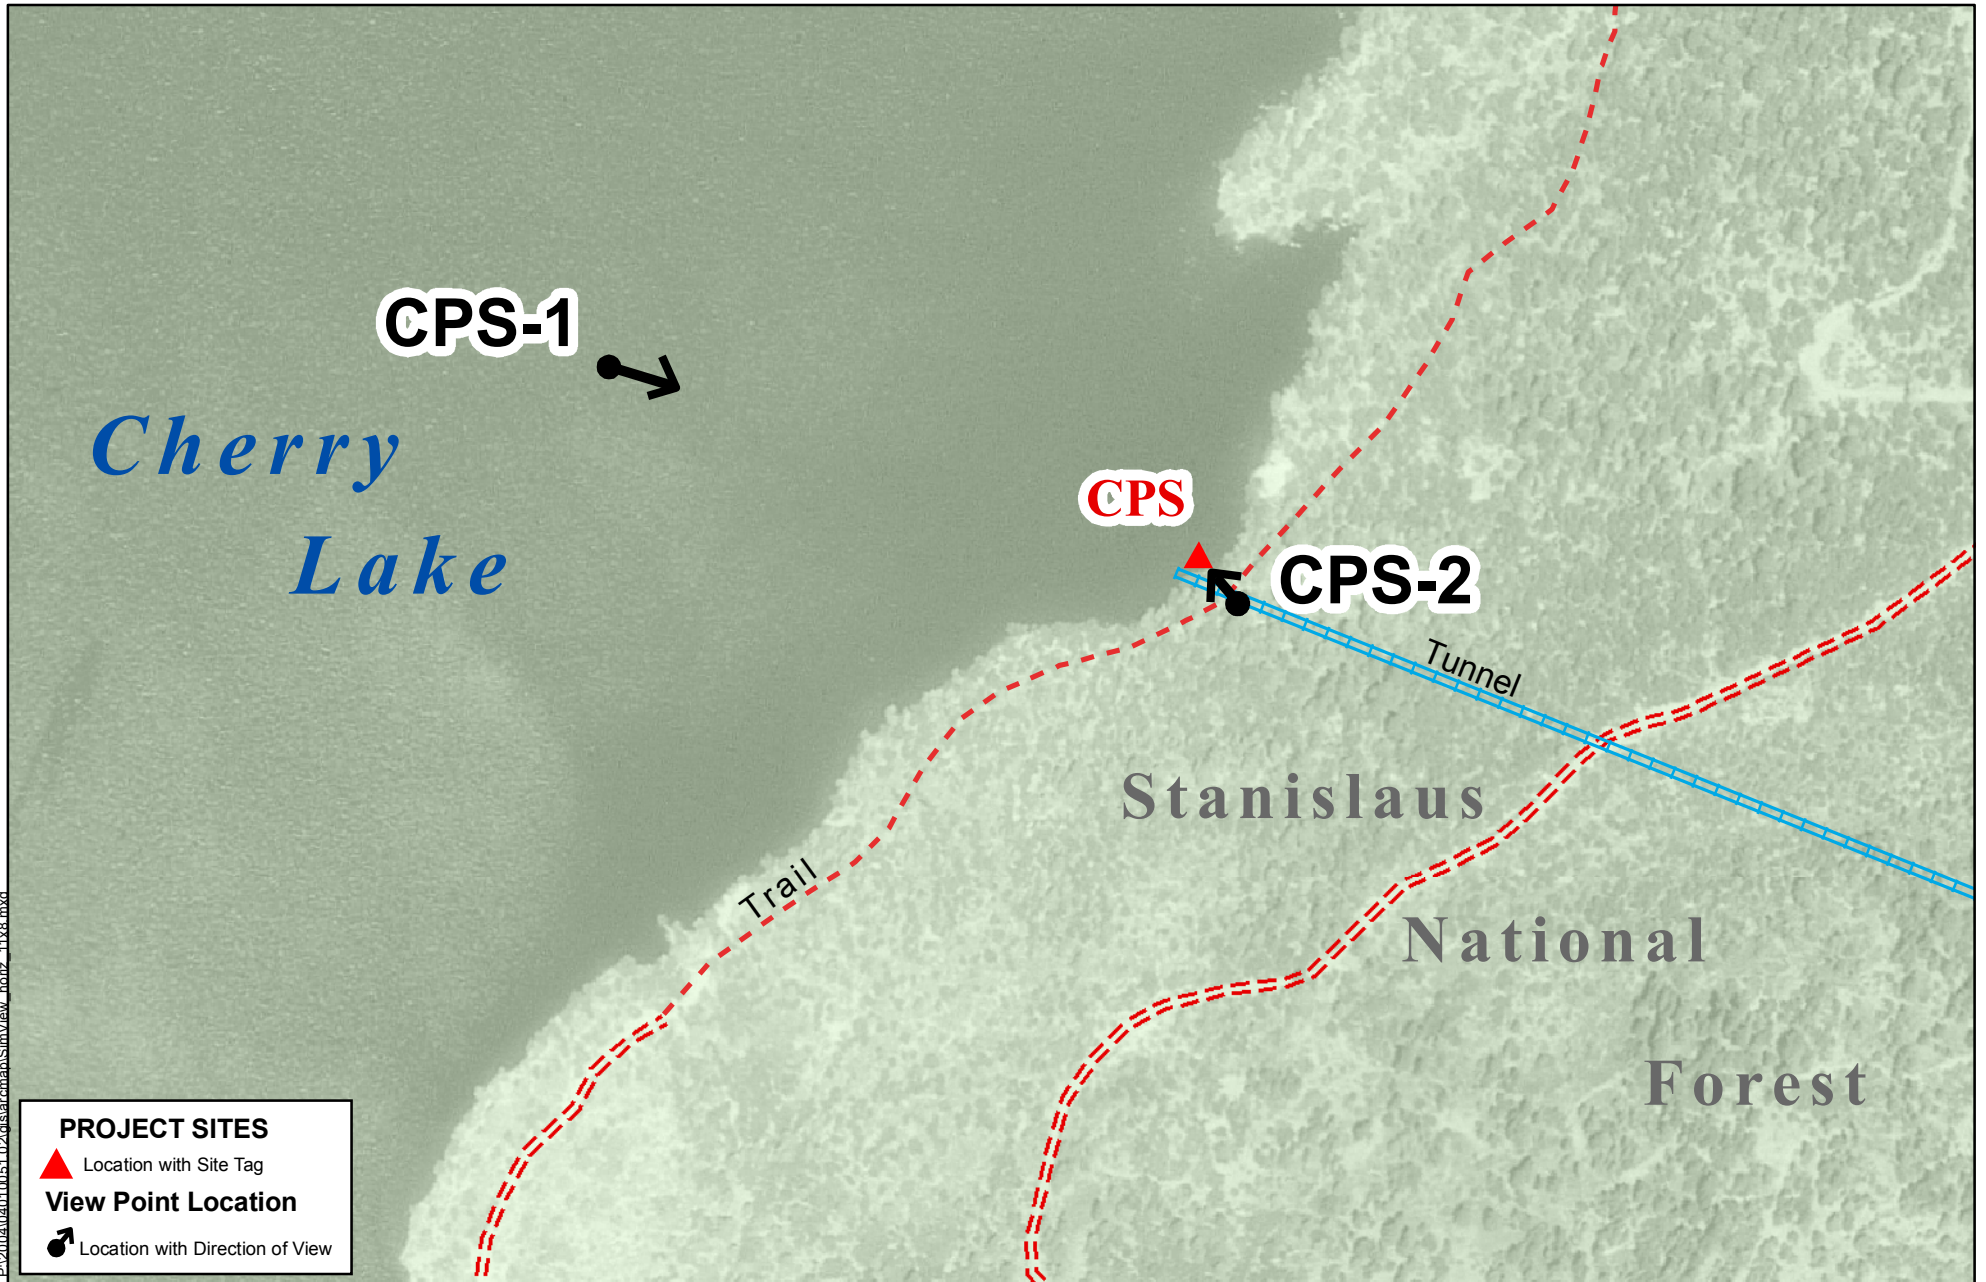 CPS-1
Cherry
Lake
CPS
CPS-2
Tunnel
Stanislaus
National
Forest
Trail
PROJECT SITES
Location with Site Tag
View Point Location
Location with Direction of View